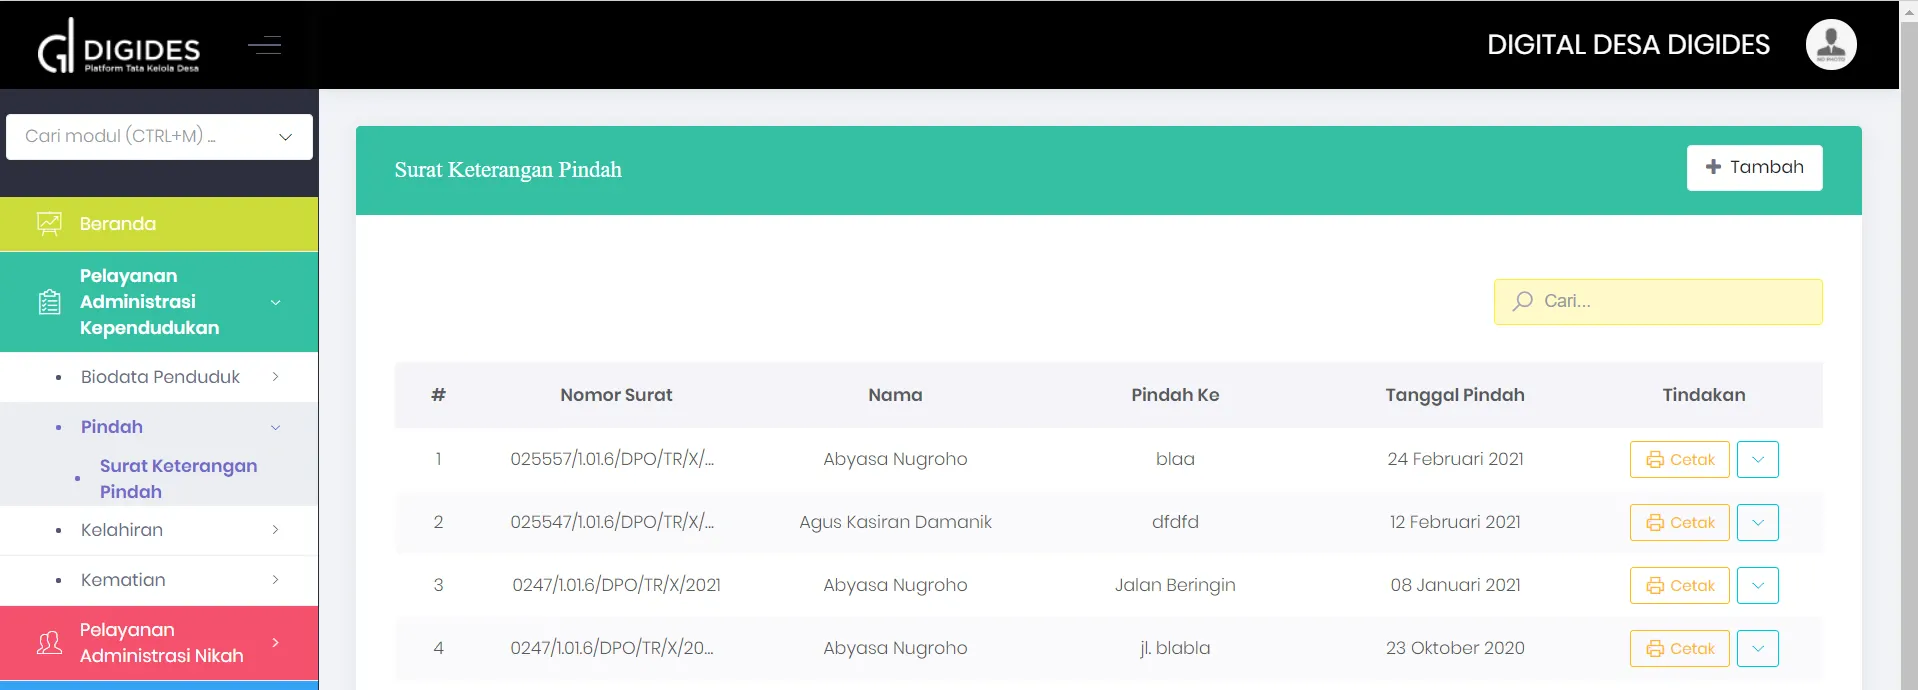 DIGIDES
Platform Tata Kelola Desa
DIGITAL DESA DIGIDES
NO PHOTO
Cari modul (CTRL+M) ...
Beranda
Pelayanan
Administrasi
Kependudukan
Biodata Penduduk
Pindah
Surat Keterangan
Pindah
Kelahiran
Kematian
Pelayanan
Administrasi Nikah
Surat Keterangan Pindah
Tambah
Cari...
# Nomor Surat Nama Pindah Ke Tanggal Pindah Tindakan
1 025557/1.01.6/DPO/TR/X/... Abyasa Nugroho blaa 24 Februari 2021 Cetak
2 025547/1.01.6/DPO/TR/X/... Agus Kasiran Damanik dfdfd 12 Februari 2021 Cetak
3 0247/1.01.6/DPO/TR/X/2021 Abyasa Nugroho Jalan Beringin 08 Januari 2021 Cetak
4 0247/1.01.6/DPO/TR/X/20... Abyasa Nugroho jl. blabla 23 Oktober 2020 Cetak